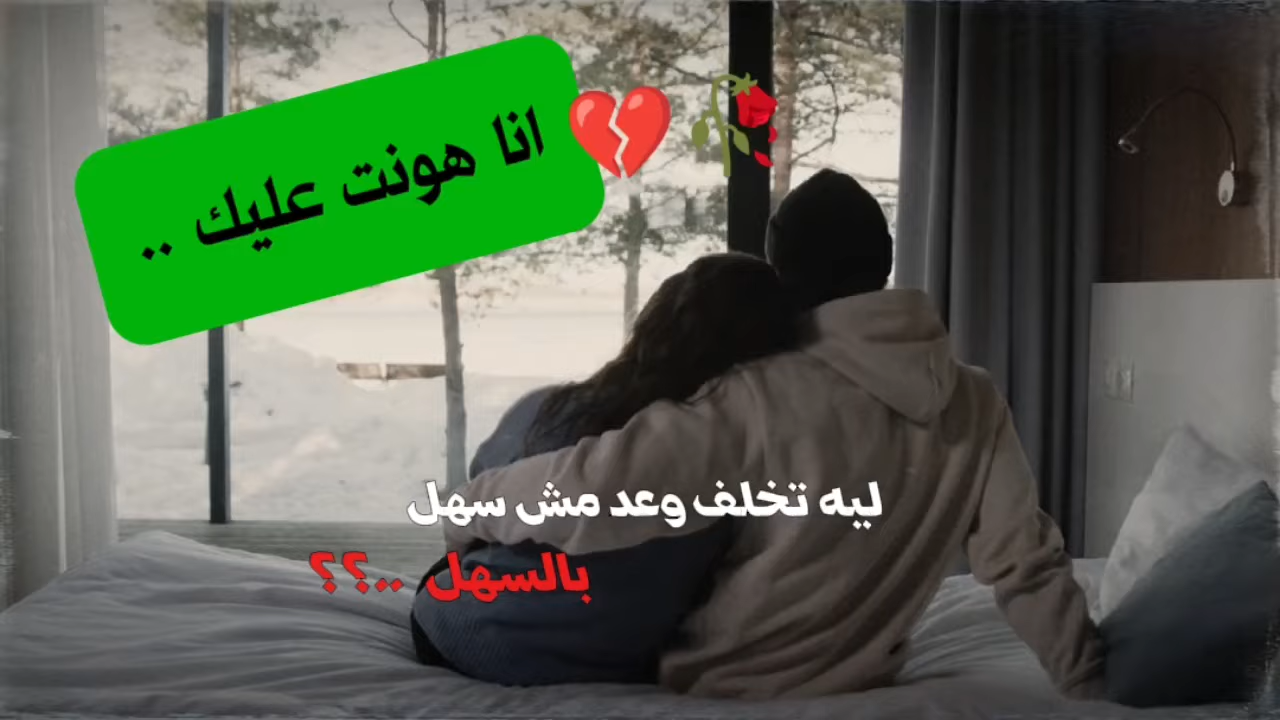 انا هونت عليك ..
ليه تخلف وعد مش سهل
بالسهل ..؟؟